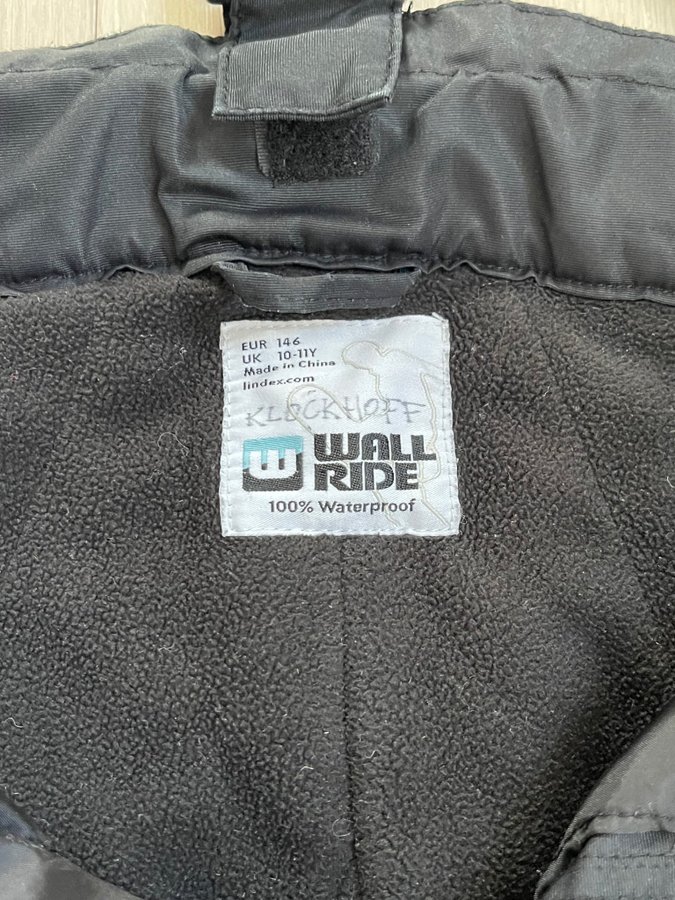 EUR 146
UK 10-11Y
Made in China
lindex.com
KLOCKHOFF
WALL
RIDE
100% Waterproof